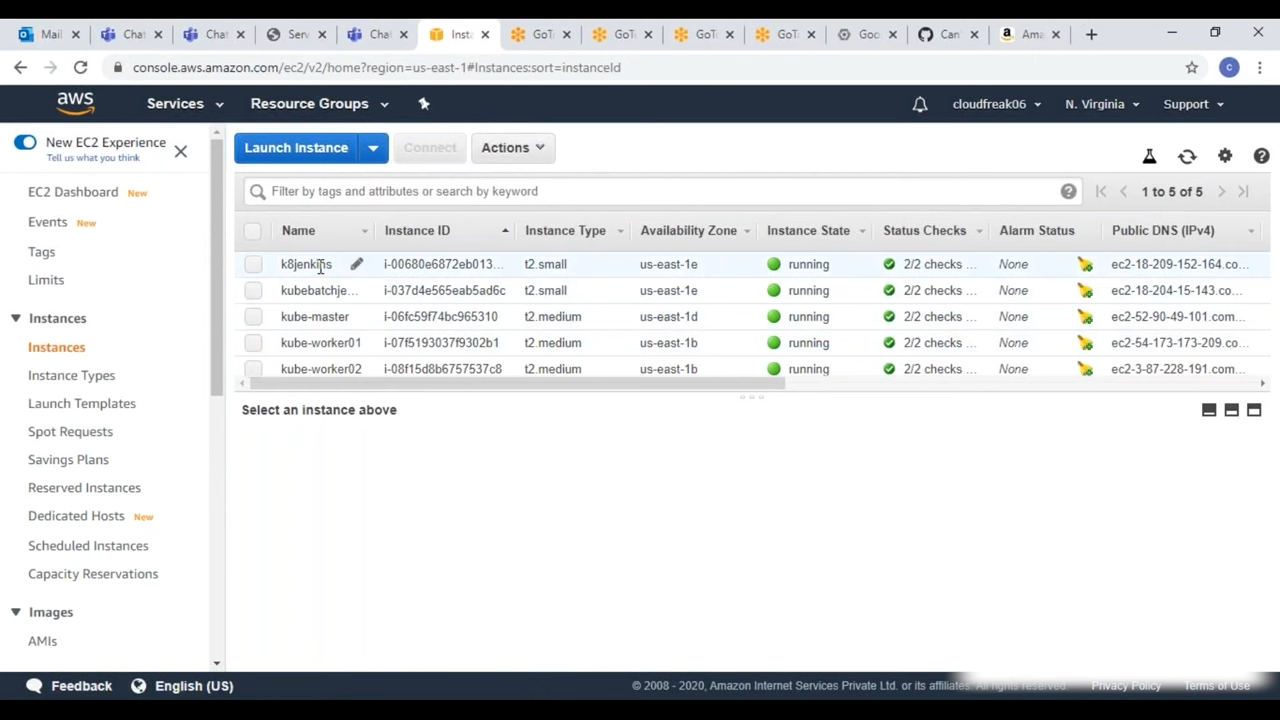 Mail Chat Chat Serv Chat Insta GoTo GoTo GoTo GoTo Goo Can' Ama
console.aws.amazon.com/ec2/v2/home?region=us-east-1#Instances:sort=instanceId C
aws Services Resource Groups cloudfreak06 N. Virginia Support
New EC2 Experience
Tell us what you think
Launch Instance Connect Actions
EC2 Dashboard New
Events New
Tags
Limits
Instances
Instances
Instance Types
Launch Templates
Spot Requests
Savings Plans
Reserved Instances
Dedicated Hosts New
Scheduled Instances
Capacity Reservations
Images
AMIs
Filter by tags and attributes or search by keyword 1 to 5 of 5
Name Instance ID Instance Type Availability Zone Instance State Status Checks Alarm Status Public DNS (IPv4)
k8jenkins i-00680e6872eb013... t2.small us-east-1e running 2/2 checks ... None ec2-18-209-152-164.co...
kubebatchje... i-037d4e565eab5ad6c t2.small us-east-1e running 2/2 checks ... None ec2-18-204-15-143.co...
kube-master i-06fc59f74bc965310 t2.medium us-east-1d running 2/2 checks ... None ec2-52-90-49-101.com...
kube-worker01 i-07f5193037f9302b1 t2.medium us-east-1b running 2/2 checks ... None ec2-54-173-173-209.co...
kube-worker02 i-08f15d8b6757537c8 t2.medium us-east-1b running 2/2 checks ... None ec2-3-87-228-191.com...
Select an instance above
Feedback English (US) © 2008 - 2020, Amazon Internet Services Private Ltd. or its affiliates. All rights reserved. Privacy Policy Terms of Use